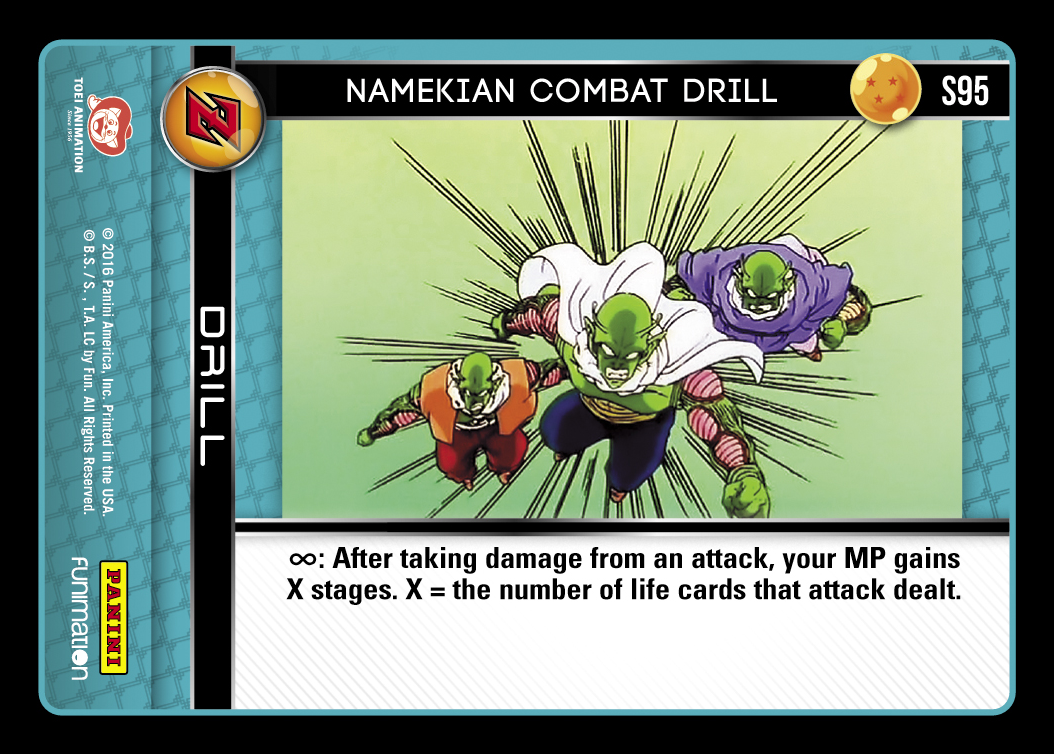 NAMEKIAN COMBAT DRILL
S95
DRILL
∞: After taking damage from an attack, your MP gains
X stages. X = the number of life cards that attack dealt.
TOEI ANIMATION
Since 1956
© 2016 Panini America, Inc. Printed in the USA.
© B.S. / S. , T.A. LC by Fun. All Rights Reserved.
PANINI
FUNIMATION